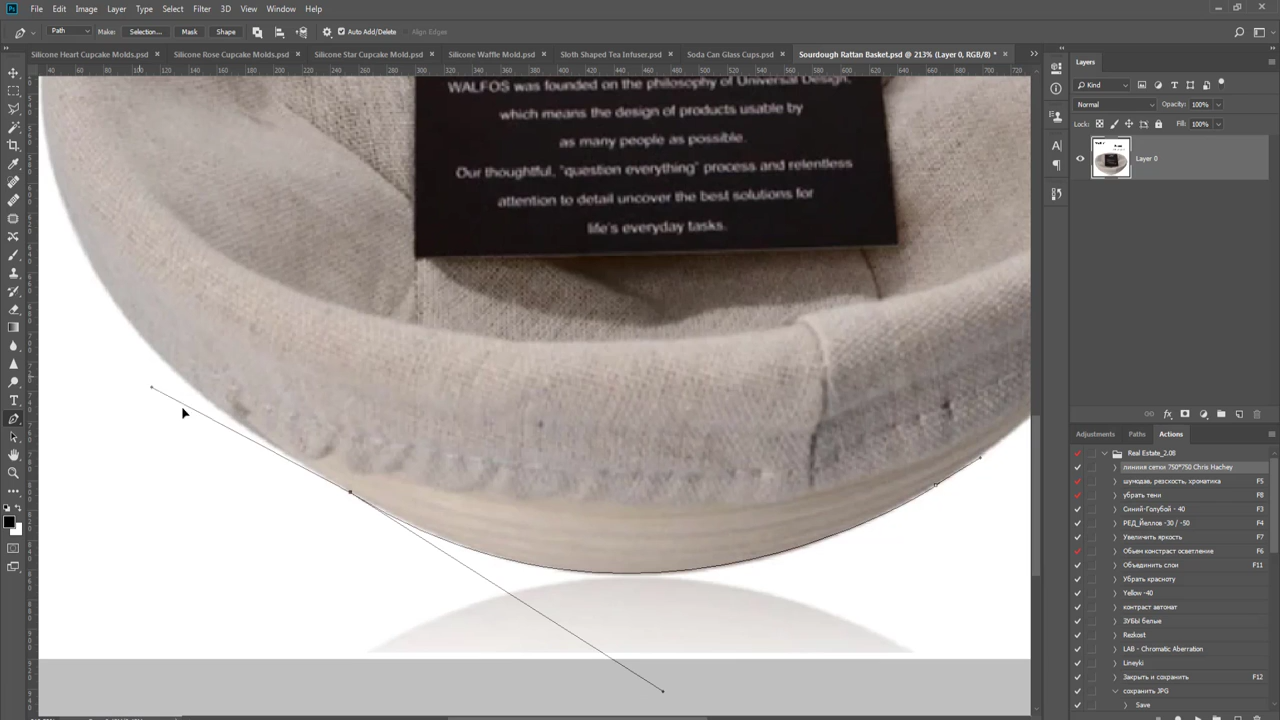 Ps File Edit Image Layer Type Select Filter 3D View Window Help
Path Make: Selection... Mask Shape Auto Add/Delete Align Edges
Silicone Heart Cupcake Molds.psd × Silicone Rose Cupcake Molds.psd × Silicone Star Cupcake Mold.psd × Silicone Waffle Mold.psd × Sloth Shaped Tea Infuser.psd × Soda Can Glass Cups.psd × Sourdough Rattan Basket.psd @ 213% (Layer 0, RGB/8) * ×
Layers
Kind
Normal Opacity: 100%
Lock: Fill: 100%
Layer 0
WALFOS was founded on the philosophy of Universal Design,
which means the design of products usable by
as many people as possible.
Our thoughtful, "question everything" process and relentless
attention to detail uncover the best solutions for
life's everyday tasks.
Adjustments Paths Actions
Real Estate_2.08
линиия сетки 750*750 Chris Hachey
шумодав, резскость, хроматика F5
убрать тени F2
Синий-Голубой - 40 F3
РЕД_Йеллов -30 / -50 F4
Увеличить яркость F7
Обьем констраст осветление F6
Объединить слои F11
Убрать красноту
Yellow -40
контраст автомат
ЗУБЫ белые
Rezkost
LAB - Chromatic Aberration
Lineyki
Закрыть и сохранить F12
сохранить JPG
Save